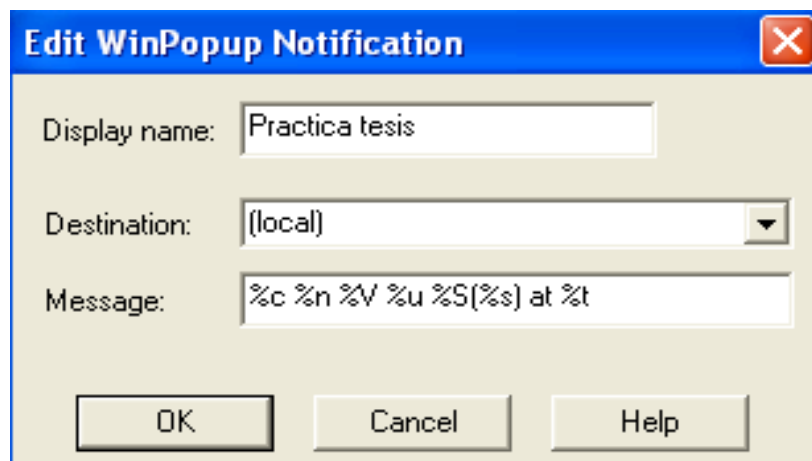 Edit WinPopup Notification
Display name: Practica tesis
Destination: (local)
Message: %c %n %V %u %S(%s) at %t
OK Cancel Help